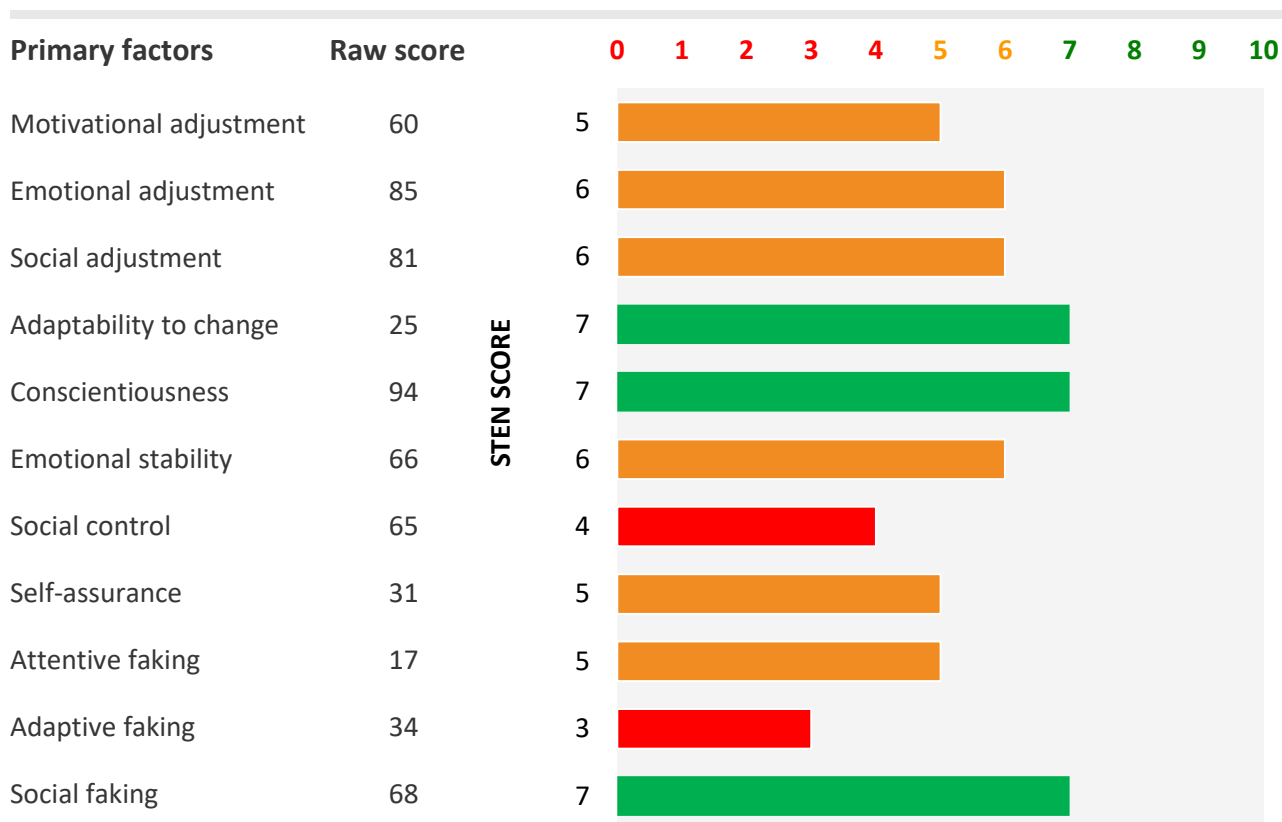 Primary factors Raw score 0 1 2 3 4 5 6 7 8 9 10
Motivational adjustment 60 5
Emotional adjustment 85 6
Social adjustment 81 6
Adaptability to change 25 7
Conscientiousness 94 7
STEN SCORE
Emotional stability 66 6
Social control 65 4
Self-assurance 31 5
Attentive faking 17 5
Adaptive faking 34 3
Social faking 68 7